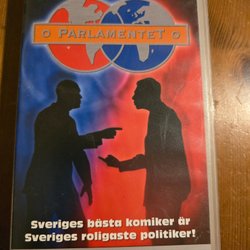 PARLAMENTET
Sveriges bästa komiker är
Sveriges roligaste politiker!